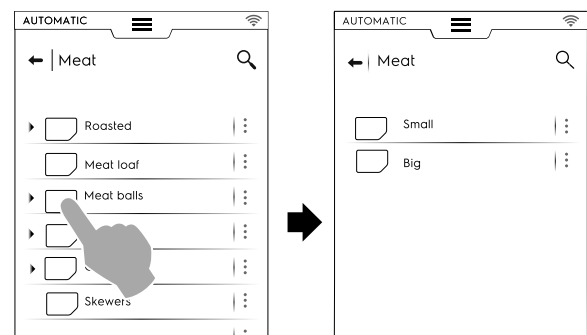 AUTOMATIC
Meat
Roasted
Meat loaf
Meat balls
Skewers
AUTOMATIC
Meat
Small
Big